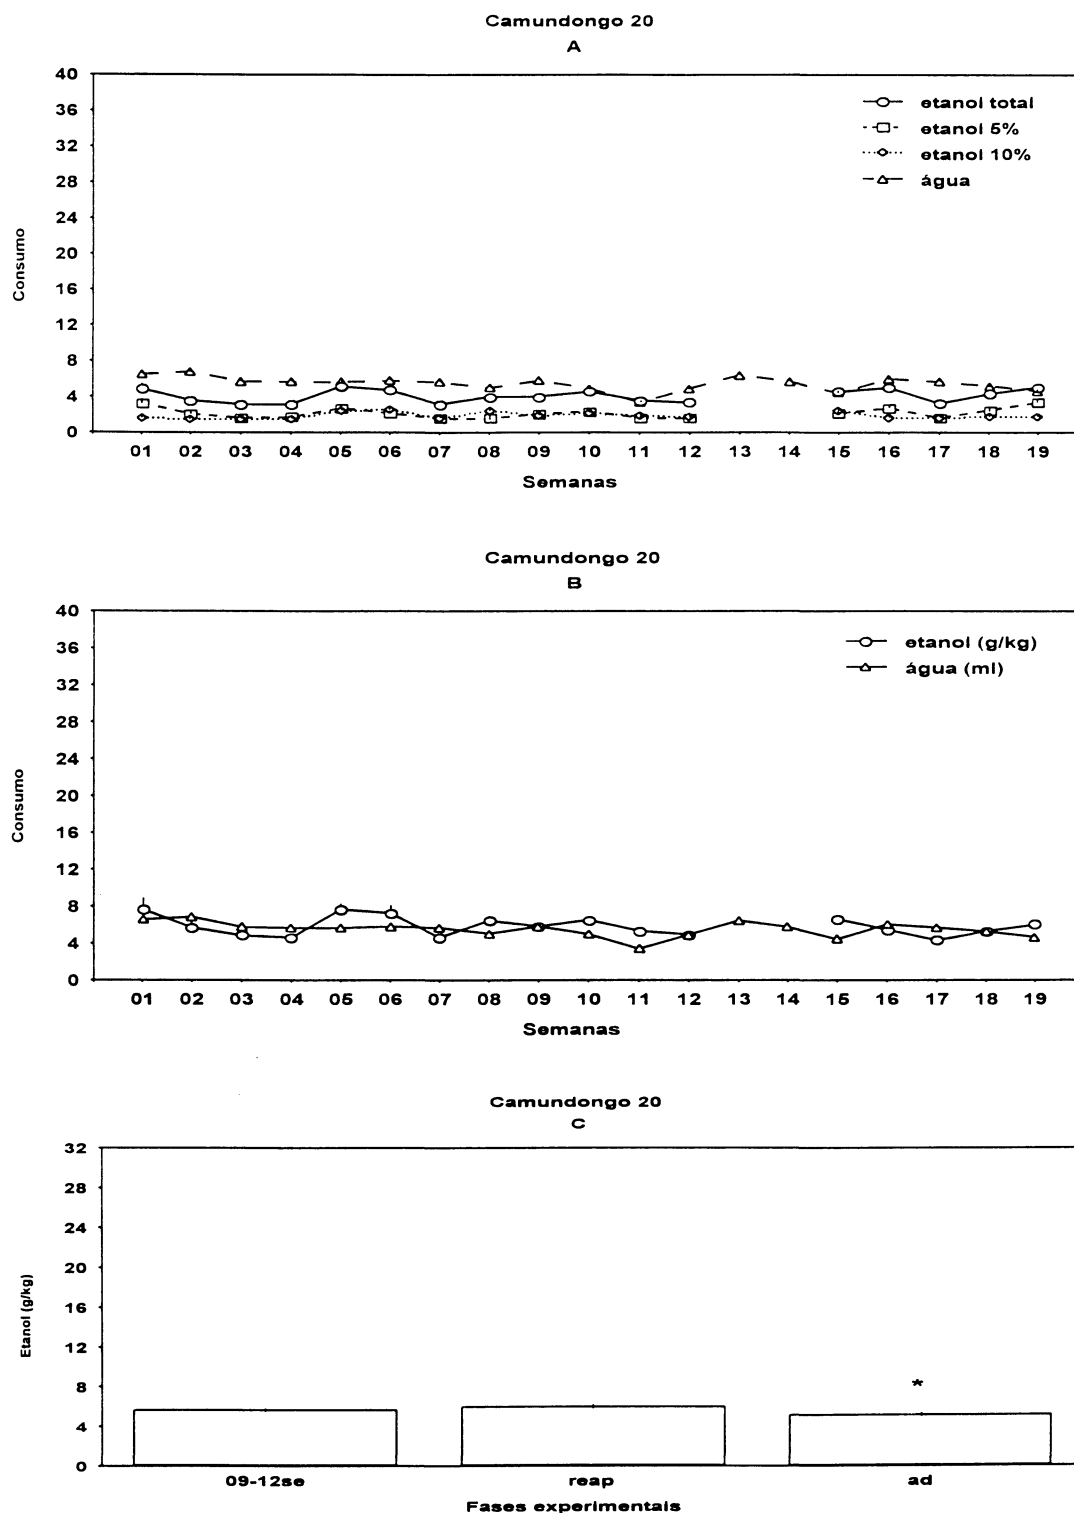 Camundongo 20
A
40
36
32
28
24
20
16
12
8
4
0
Consumo
etanol total
etanol 5%
etanol 10%
água
01 02 03 04 05 06 07 08 09 10 11 12 13 14 15 16 17 18 19
Semanas
Camundongo 20
B
40
36
32
28
24
20
16
12
8
4
0
Consumo
etanol (g/kg)
água (ml)
01 02 03 04 05 06 07 08 09 10 11 12 13 14 15 16 17 18 19
Semanas
Camundongo 20
C
32
28
24
20
16
12
8
4
0
Etanol (g/kg)
*
09-12se reap ad
Fases experimentais